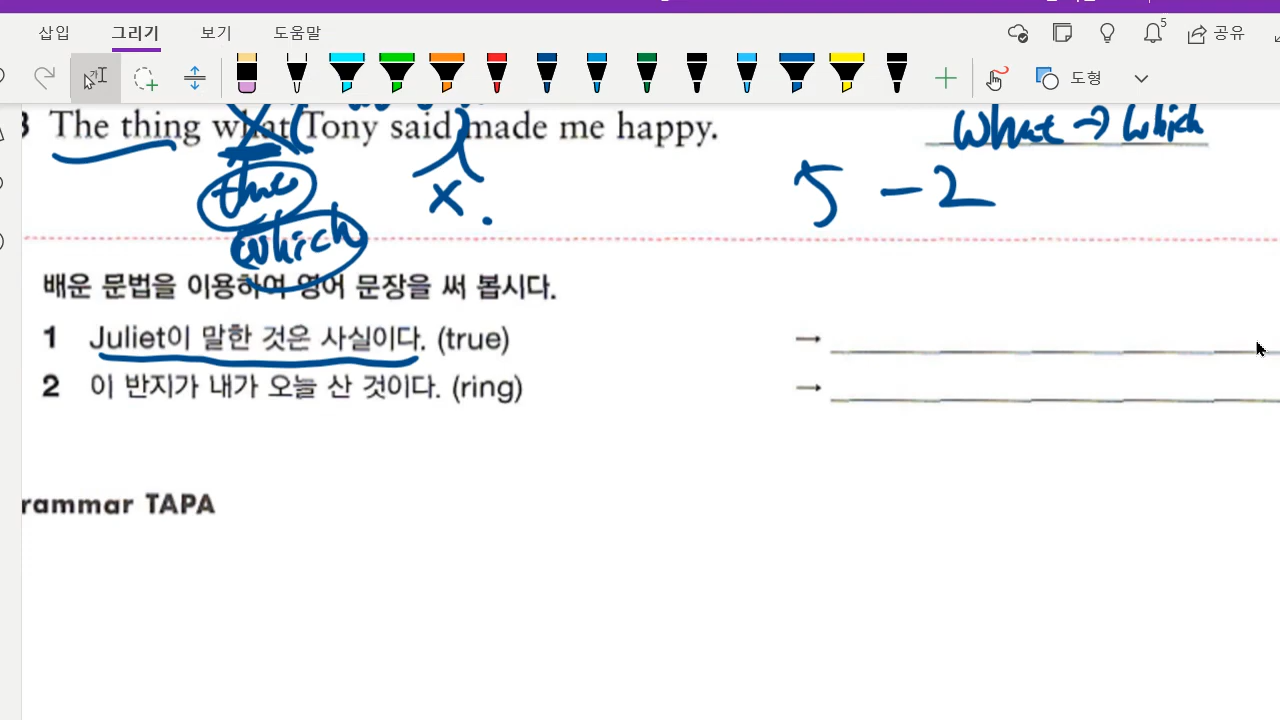 삽입 그리기 보기 도움말 5 공유
도형
3 The thing what Tony said made me happy.
what → which
the
x.
5 - 2
which
배운 문법을 이용하여 영어 문장을 써 봅시다.
1 Juliet이 말한 것은 사실이다. (true) →
2 이 반지가 내가 오늘 산 것이다. (ring) →
rammar TAPA